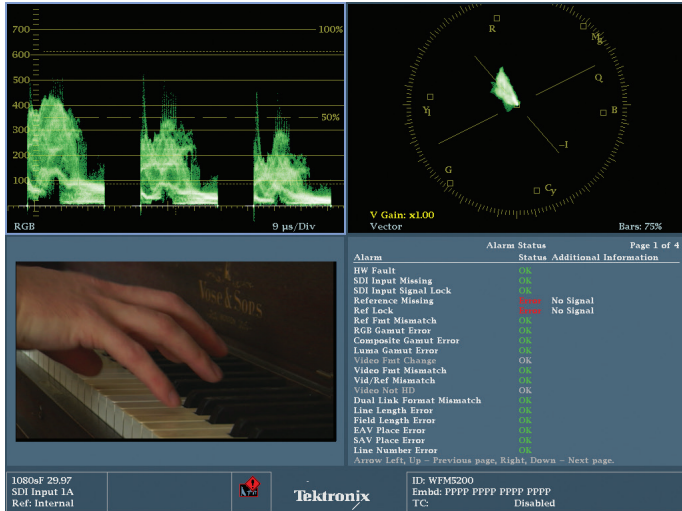 700
600
500
400
300
200
100
0
100%
50%
RGB
9 µs/Div
R
Mg
Q
B
Yl
-I
G
Cy
V Gain: x1.00
Vector
Bars: 75%
Vose & Sons
Alarm Status Page 1 of 4
Alarm Status Additional Information
HW Fault OK
SDI Input Missing OK
SDI Input Signal Lock OK
Reference Missing Error No Signal
Ref Lock Error No Signal
Ref Fmt Mismatch OK
RGB Gamut Error OK
Composite Gamut Error OK
Luma Gamut Error OK
Video Fmt Change OK
Video Fmt Mismatch OK
Vid/Ref Mismatch OK
Video Not HD OK
Dual Link Format Mismatch OK
Line Length Error OK
Field Length Error OK
EAV Place Error OK
SAV Place Error OK
Line Number Error OK
Arrow Left, Up – Previous page, Right, Down – Next page.
1080sF 29.97
SDI Input 1A
Ref: Internal
Tektronix
ID: WFM5200
Embd: PPPP PPPP PPPP PPPP
TC: Disabled